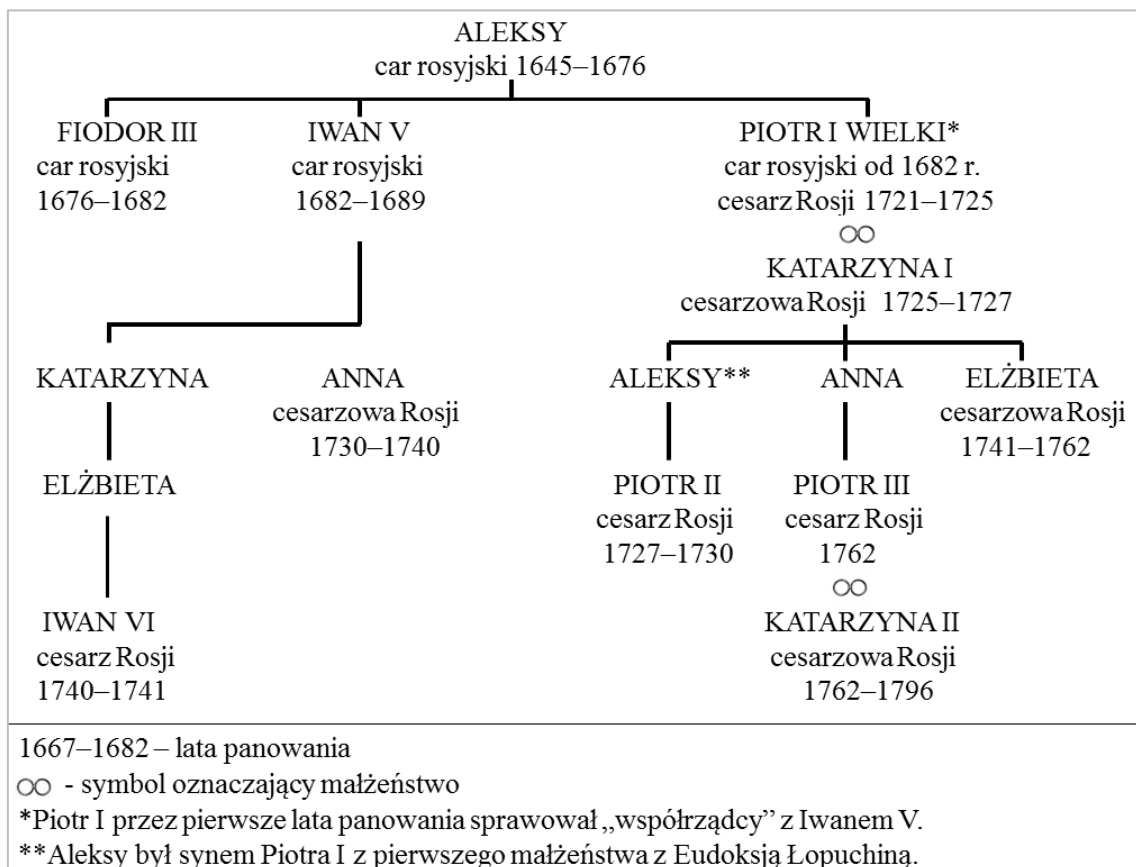 ALEKSY
car rosyjski 1645–1676
FIODOR III
car rosyjski
1676–1682
IWAN V
car rosyjski
1682–1689
PIOTR I WIELKI*
car rosyjski od 1682 r.
cesarz Rosji 1721–1725
∞
KATARZYNA I
cesarzowa Rosji 1725–1727
KATARZYNA
ANNA
cesarzowa Rosji
1730–1740
ALEKSY**
ANNA
ELŻBIETA
cesarzowa Rosji
1741–1762
ELŻBIETA
PIOTR II
cesarz Rosji
1727–1730
PIOTR III
cesarz Rosji
1762
∞
KATARZYNA II
cesarzowa Rosji
1762–1796
IWAN VI
cesarz Rosji
1740–1741
1667–1682 – lata panowania
∞ - symbol oznaczający małżeństwo
*Piotr I przez pierwsze lata panowania sprawował „współrządcy” z Iwanem V.
**Aleksy był synem Piotra I z pierwszego małżeństwa z Eudoksją Łopuchiną.